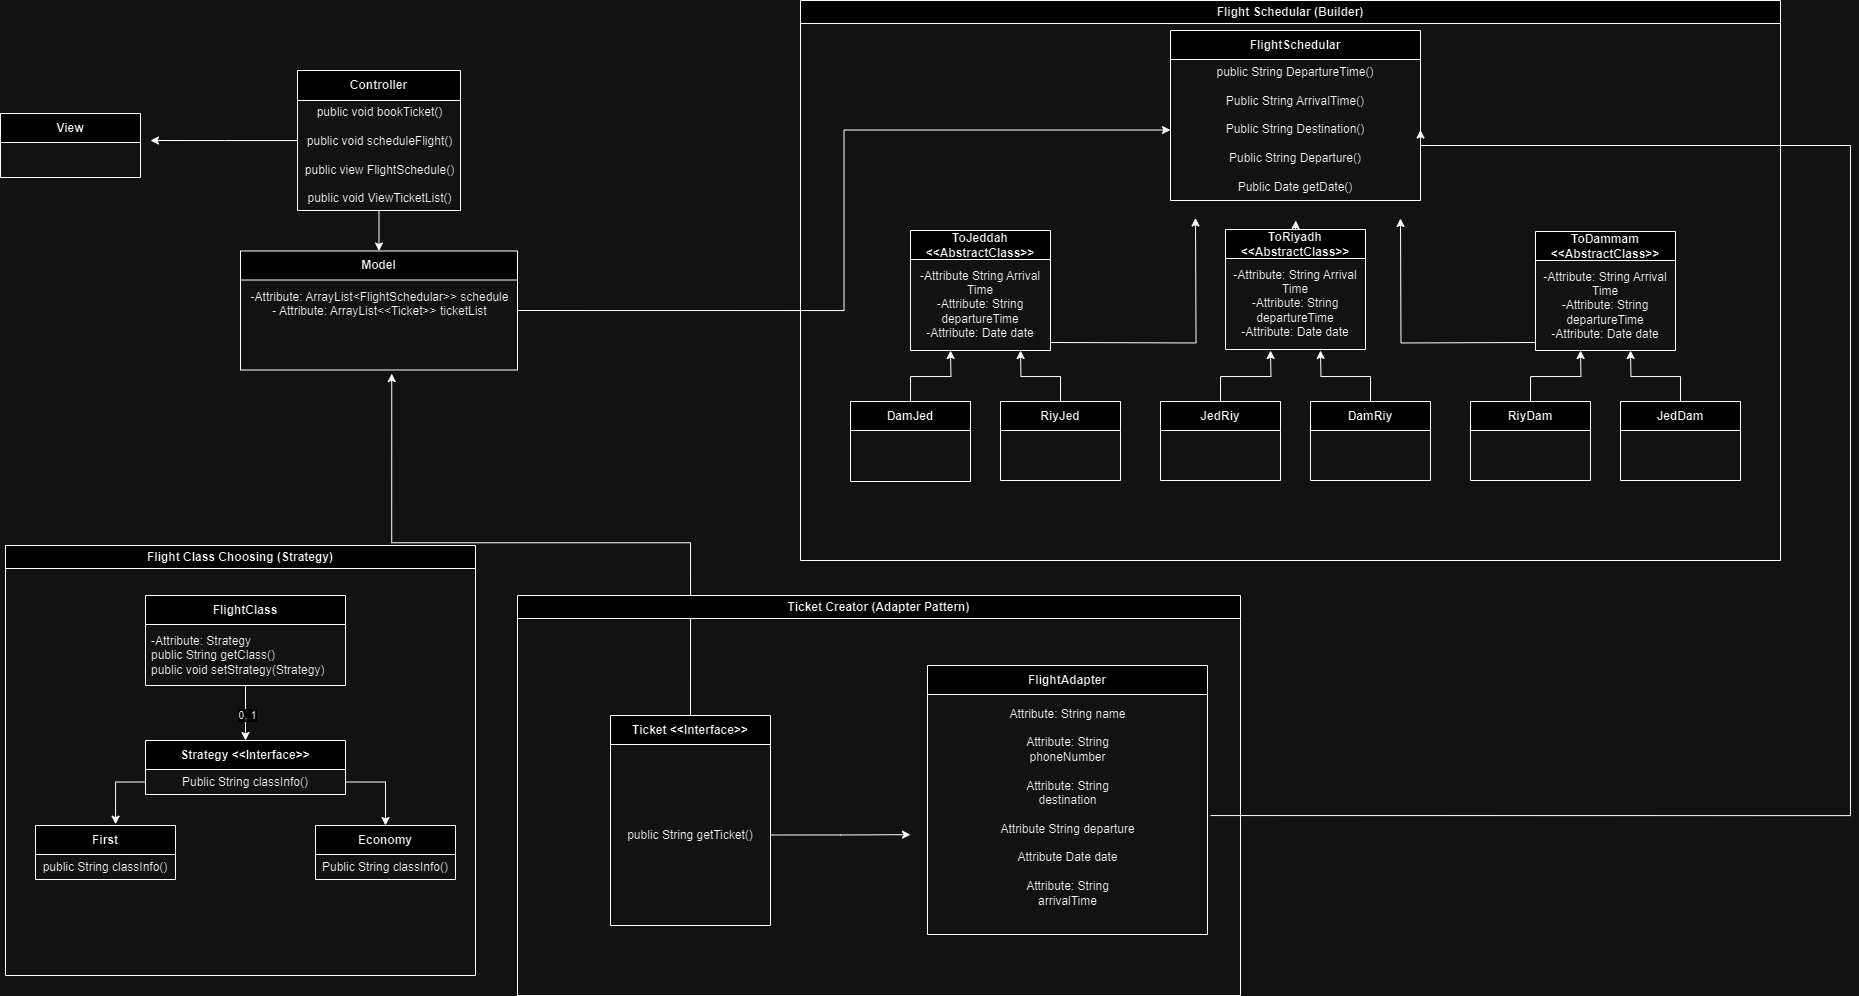 Flight Schedular (Builder)
FlightSchedular
public String DepartureTime()
Public String ArrivalTime()
Public String Destination()
Public String Departure()
Public Date getDate()
Controller
public void bookTicket()
public void scheduleFlight()
public view FlightSchedule()
public void ViewTicketList()
View
Model
-Attribute: ArrayList<FlightSchedular>> schedule
- Attribute: ArrayList<<Ticket>> ticketList
ToJeddah
<<AbstractClass>>
-Attribute String Arrival
Time
-Attribute: String
departureTime
-Attribute: Date date
ToRiyadh
<<AbstractClass>>
-Attribute: String Arrival
Time
-Attribute: String
departureTime
-Attribute: Date date
ToDammam
<<AbstractClass>>
-Attribute: String Arrival
Time
-Attribute: String
departureTime
-Attribute: Date date
DamJed
RiyJed
JedRiy
DamRiy
RiyDam
JedDam
Flight Class Choosing (Strategy)
FlightClass
-Attribute: Strategy
public String getClass()
public void setStrategy(Strategy)
0, 1
Strategy <<Interface>>
Public String classInfo()
First
public String classInfo()
Economy
Public String classInfo()
Ticket Creator (Adapter Pattern)
Ticket <<Interface>>
public String getTicket()
FlightAdapter
Attribute: String name
Attribute: String
phoneNumber
Attribute: String
destination
Attribute String departure
Attribute Date date
Attribute: String
arrivalTime